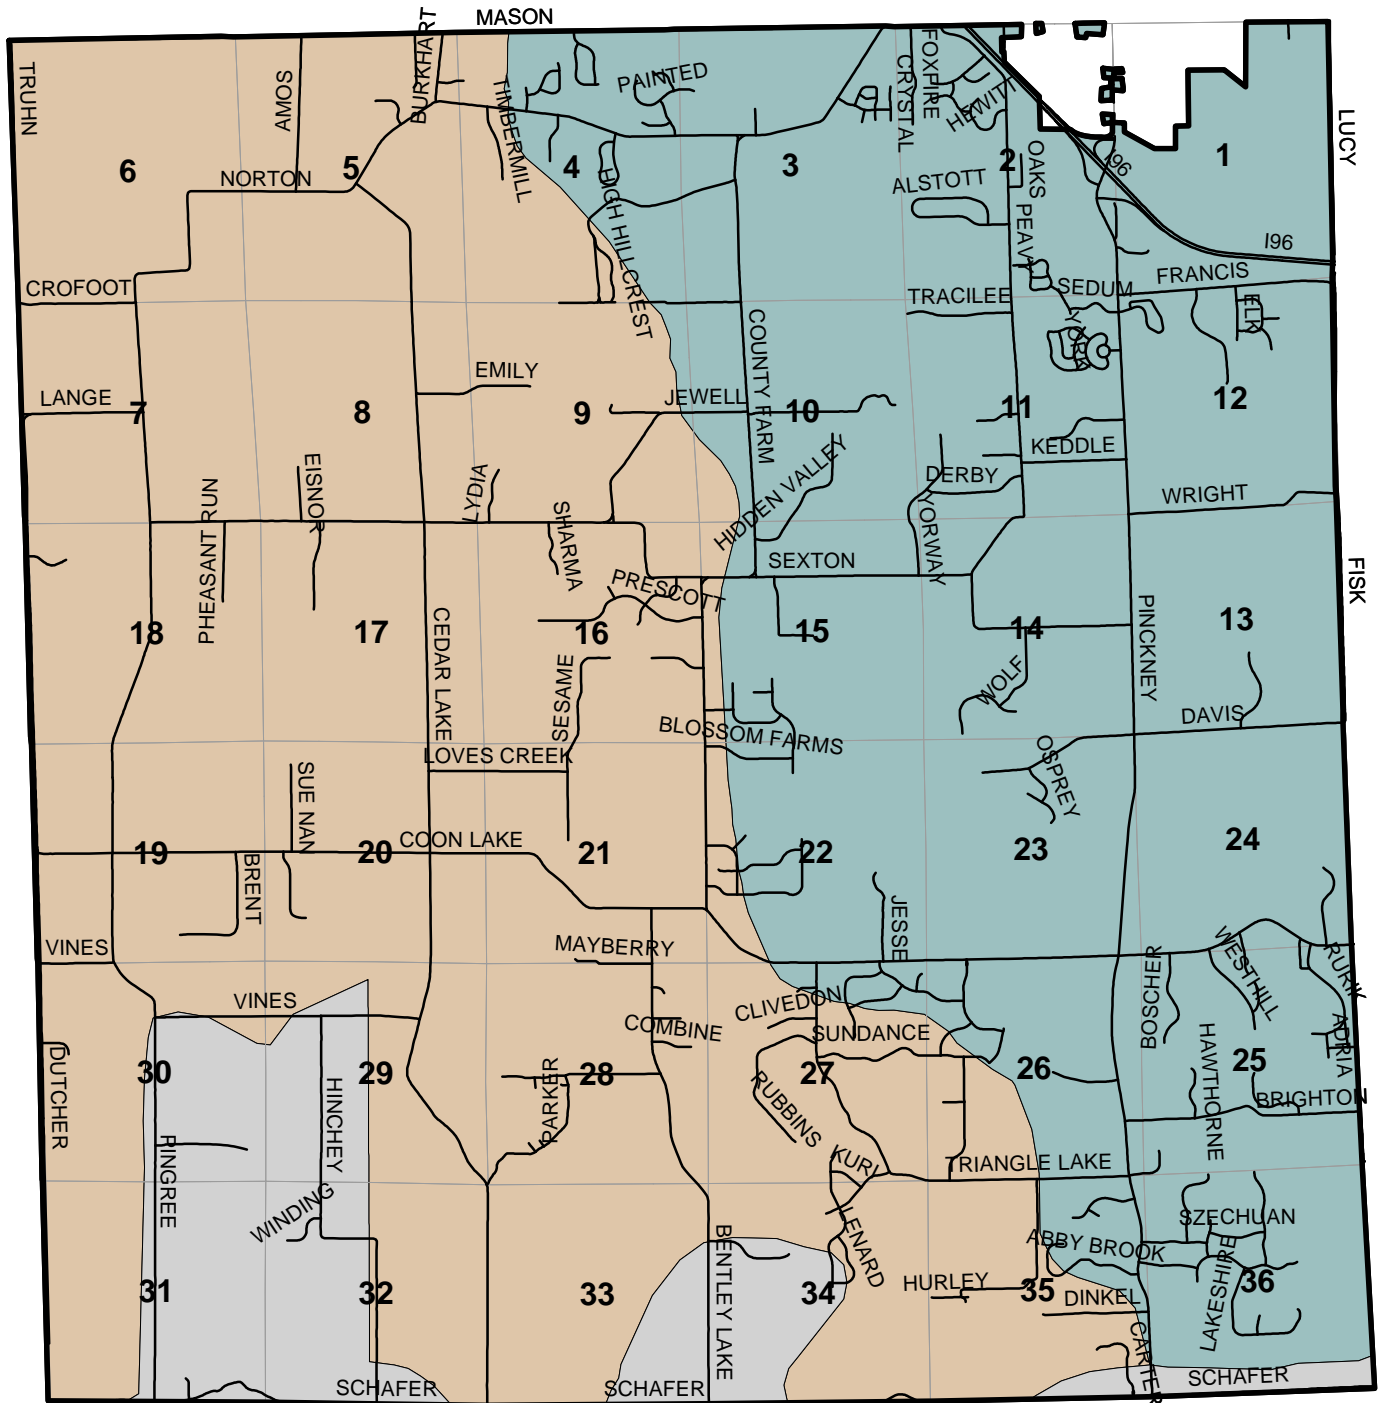 MASON
TRUHN
AMOS
BURKHART
TIMBERMILL
PAINTED
CRYSTAL
FOXFIRE
HEWITT
LUCY
6
5
4
3
2
1
NORTON
HIGH HILLCREST
ALSTOTT
OAKS
PEAVY
I96
I96
CROFOOT
TRACILEE
SEDUM
FRANCIS
YORK
ELK
COUNTY FARM
EMILY
LANGE
JEWELL
7
8
9
10
11
12
KEDDLE
HIDDEN VALLEY
DERBY
YORWAY
WRIGHT
PHEASANT RUN
EISNOR
LYDIA
SHARMA
SEXTON
FISK
PRESCOTT
18
17
16
15
14
13
CEDAR LAKE
SESAME
WOLF
PINCKNEY
DAVIS
BLOSSOM FARMS
LOVES CREEK
OSPREY
SUE NAN
COON LAKE
19
20
21
22
23
24
BRENT
JESSE
VINES
MAYBERRY
BOSCHER
WESTHILL
RURIK
VINES
CLIVEDON
COMBINE
SUNDANCE
HAWTHORNE
ADRIA
DUTCHER
30
29
28
27
26
25
HINCHEY
PARKER
RUBBINS
BRIGHTON
PINGREE
KURI
TRIANGLE LAKE
WINDING
BENTLEY LAKE
LENARD
SZECHUAN
ABBY BROOK
LAKESHIRE
31
32
33
34
HURLEY
35
DINKEL
36
CARTER
SCHAFER
SCHAFER
SCHAFER